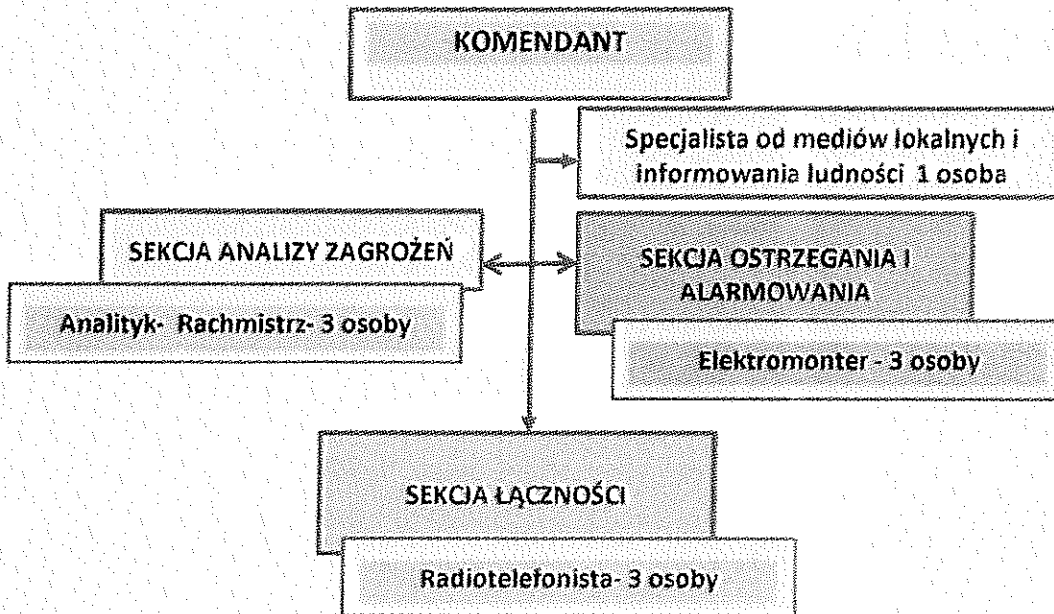 KOMENDANT
Specjalista od mediów lokalnych i
informowania ludności 1 osoba
SEKCJA ANALIZY ZAGROŻEŃ
Analityk- Rachmistrz- 3 osoby
SEKCJA OSTRZEGANIA I
ALARMOWANIA
Elektromonter - 3 osoby
SEKCJA ŁĄCZNOŚCI
Radiotelefonista- 3 osoby